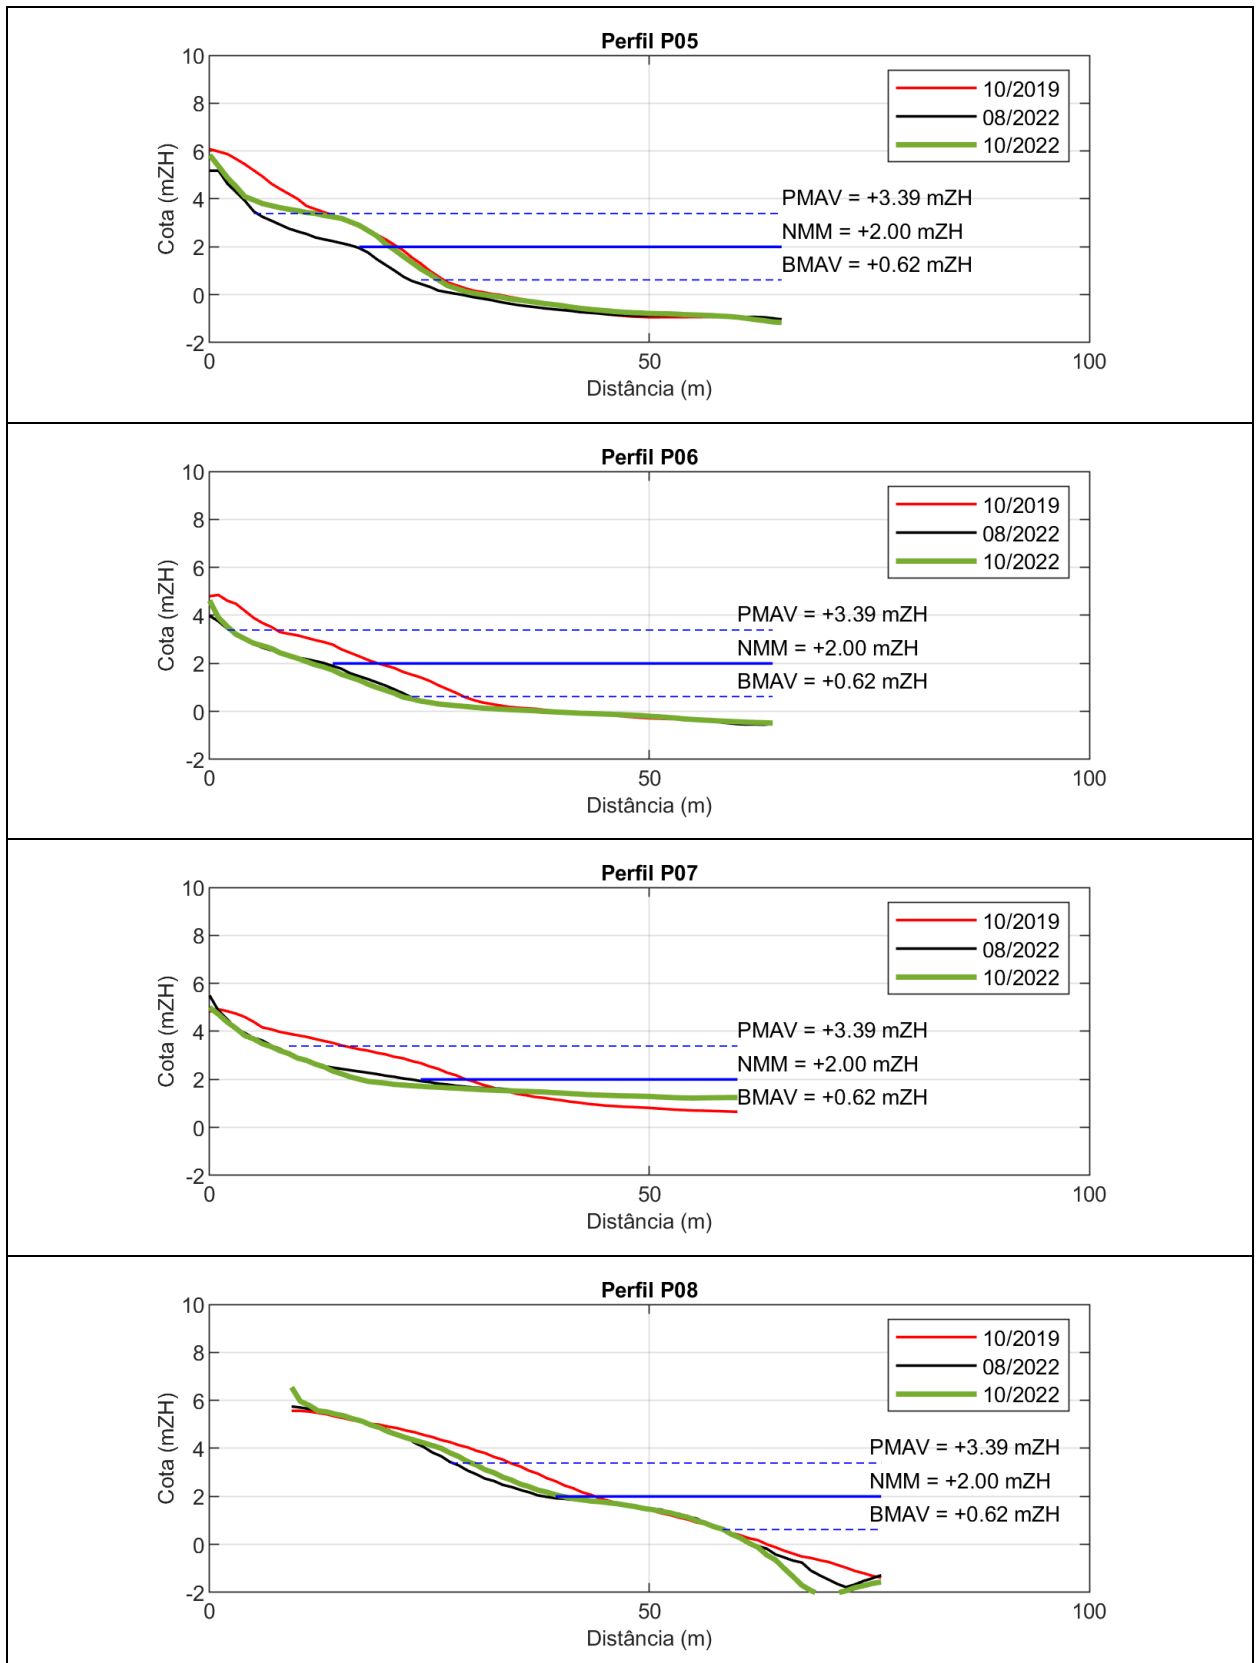 Perfil P05
10
8
6
4
2
0
-2
Cota (mZH)
10/2019
08/2022
10/2022
PMAV = +3.39 mZH
NMM = +2.00 mZH
BMAV = +0.62 mZH
0 50 100
Distância (m)
Perfil P06
10
8
6
4
2
0
-2
Cota (mZH)
10/2019
08/2022
10/2022
PMAV = +3.39 mZH
NMM = +2.00 mZH
BMAV = +0.62 mZH
0 50 100
Distância (m)
Perfil P07
10
8
6
4
2
0
-2
Cota (mZH)
10/2019
08/2022
10/2022
PMAV = +3.39 mZH
NMM = +2.00 mZH
BMAV = +0.62 mZH
0 50 100
Distância (m)
Perfil P08
10
8
6
4
2
0
-2
Cota (mZH)
10/2019
08/2022
10/2022
PMAV = +3.39 mZH
NMM = +2.00 mZH
BMAV = +0.62 mZH
0 50 100
Distância (m)